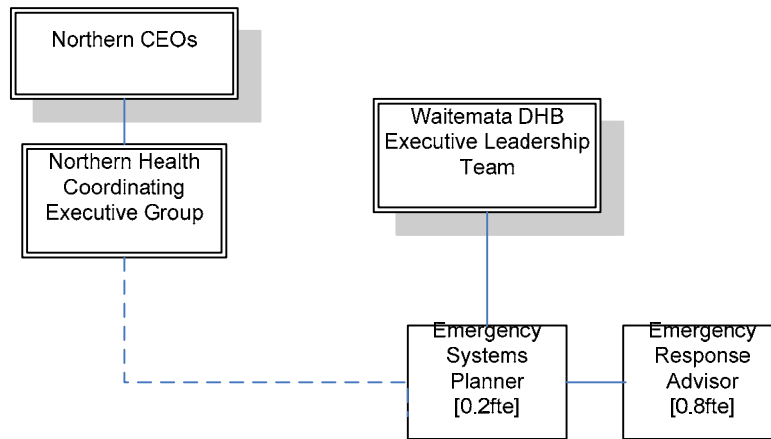 Northern CEOs
Northern Health
Coordinating
Executive Group
Waitemata DHB
Executive Leadership
Team
Emergency
Systems
Planner
[0.2fte]
Emergency
Response
Advisor
[0.8fte]